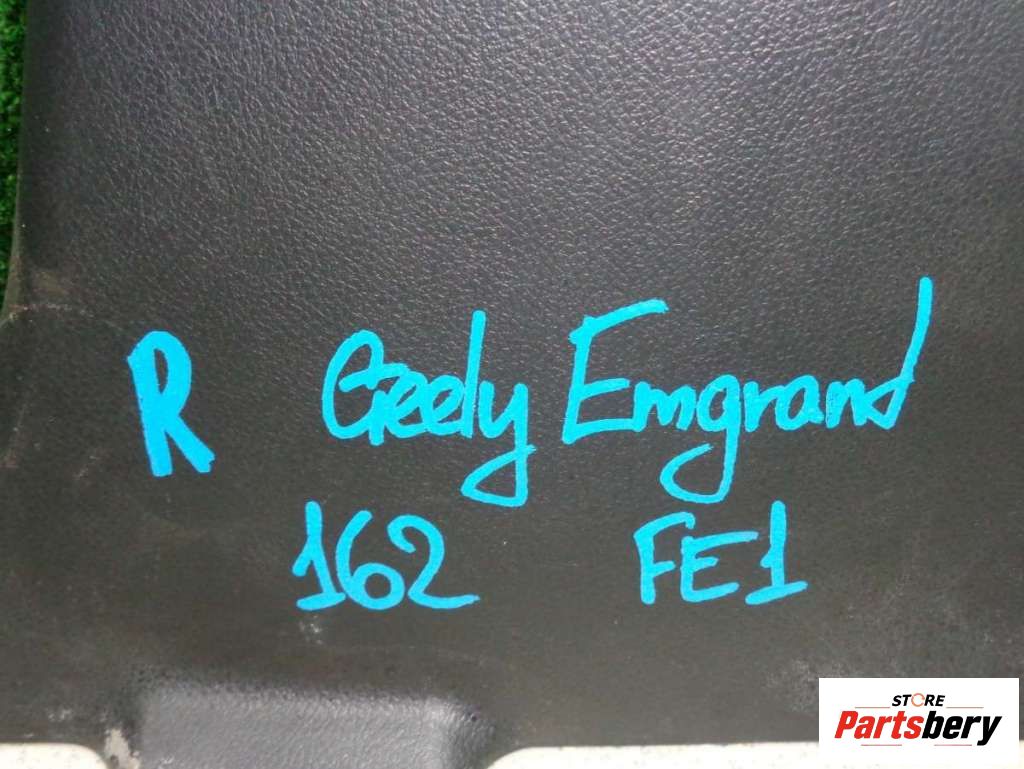 R Geely Emgrand
162 FE1
STORE
Partsbery